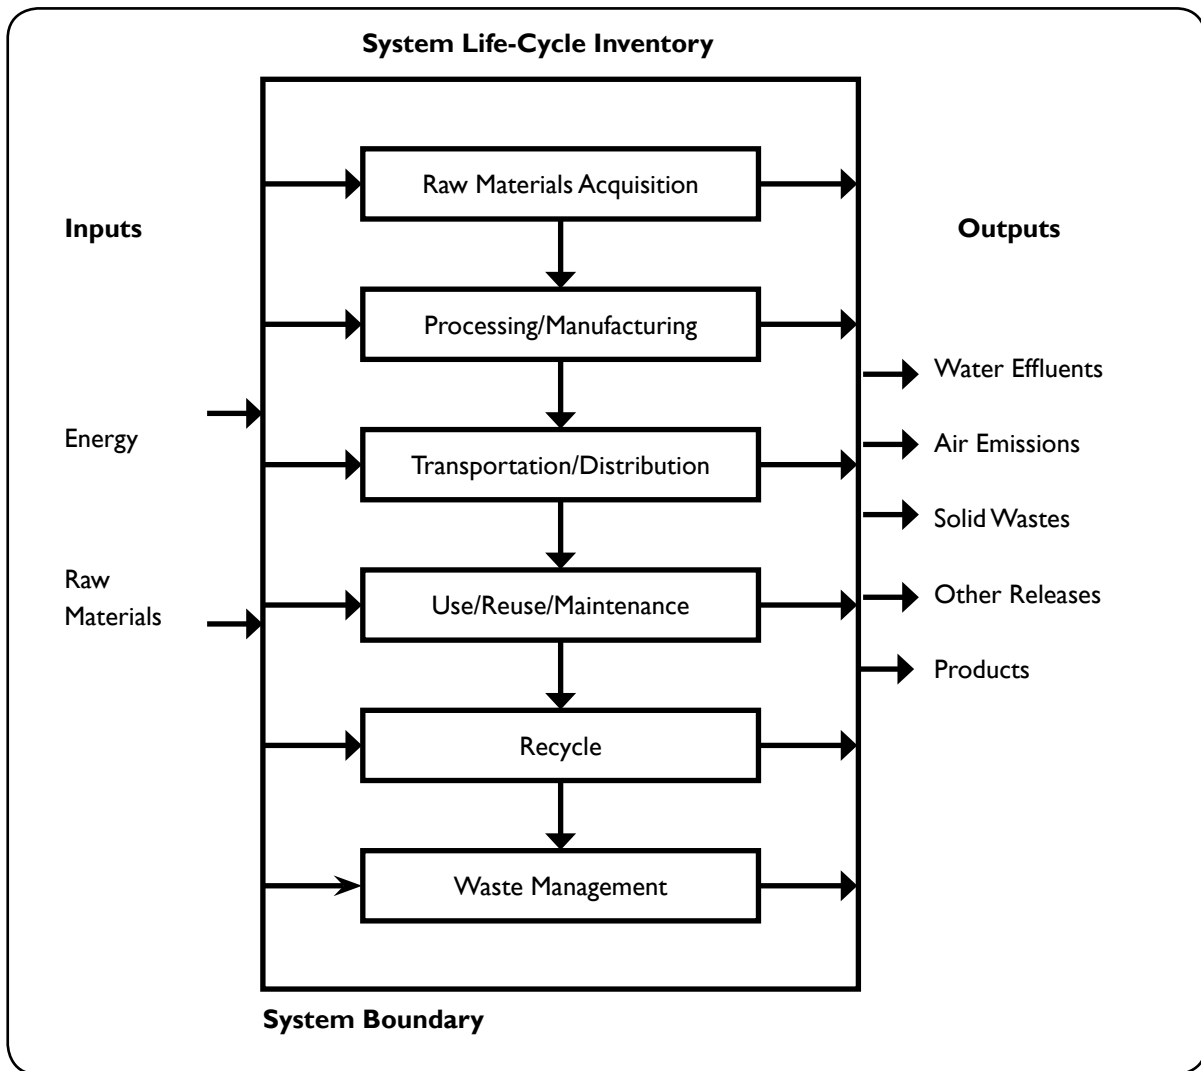 System Life-Cycle Inventory
Inputs
Energy
Raw
Materials
Raw Materials Acquisition
Processing/Manufacturing
Transportation/Distribution
Use/Reuse/Maintenance
Recycle
Waste Management
Outputs
Water Effluents
Air Emissions
Solid Wastes
Other Releases
Products
System Boundary